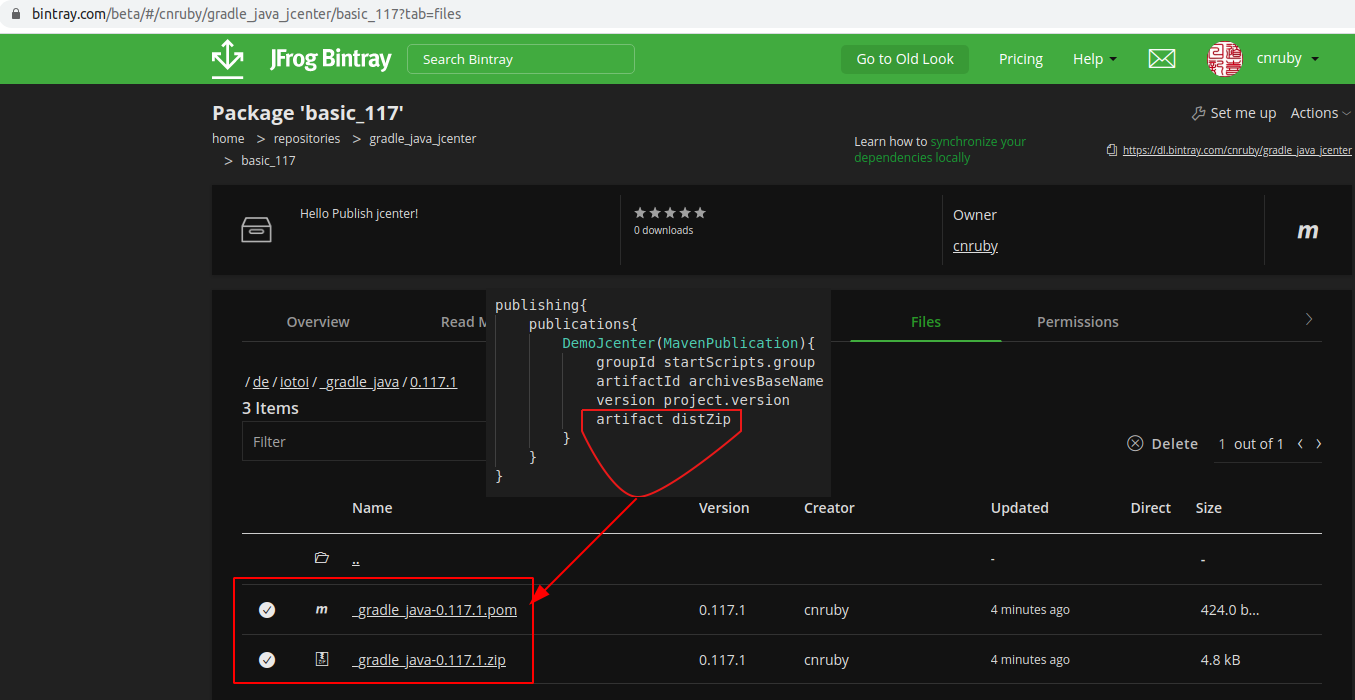 bintray.com/beta/#/cnruby/gradle_java_jcenter/basic_117?tab=files
JFrog Bintray
Search Bintray
Go to Old Look
Pricing
Help
cnruby
Package 'basic_117'
Set me up
Actions
home > repositories > gradle_java_jcenter
> basic_117
Learn how to synchronize your
dependencies locally
https://dl.bintray.com/cnruby/gradle_java_jcenter
Hello Publish jcenter!
0 downloads
Owner
cnruby
m
Overview
Read M
Files
Permissions
publishing{
publications{
DemoJcenter(MavenPublication){
groupId startScripts.group
artifactId archivesBaseName
version project.version
artifact distZip
}
}
}
/ de / iotoi / _gradle_java / 0.117.1
3 Items
Filter
Delete
1 out of 1
Name Version Creator Updated Direct Size
.. - -
m _gradle_java-0.117.1.pom 0.117.1 cnruby 4 minutes ago 424.0 b...
_gradle_java-0.117.1.zip 0.117.1 cnruby 4 minutes ago 4.8 kB